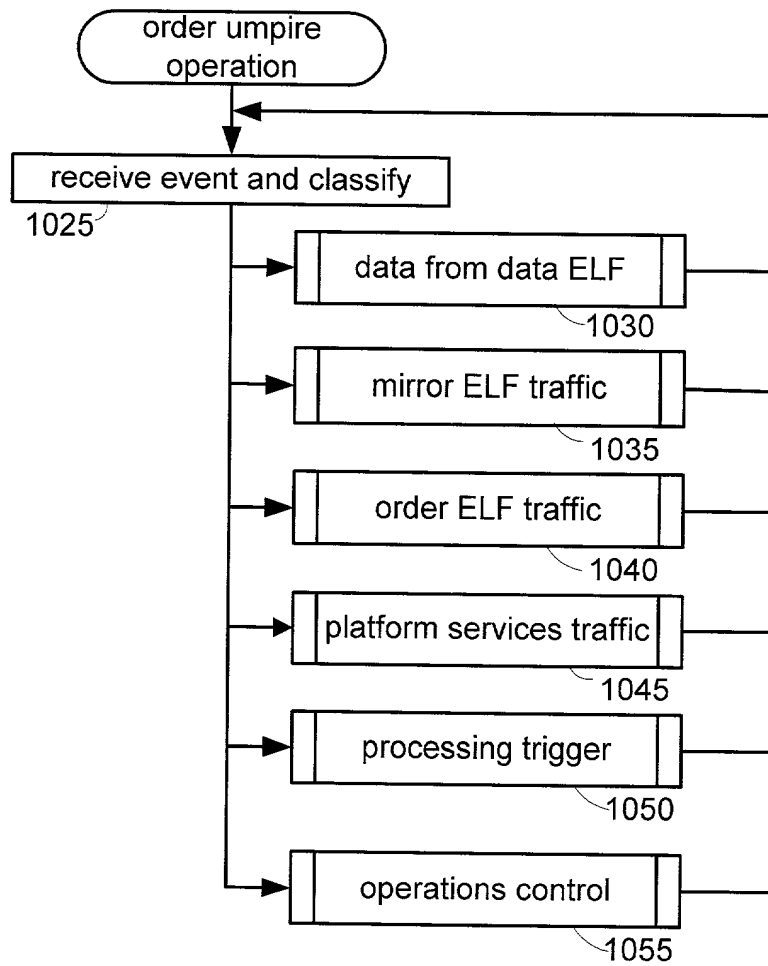 order umpire
operation
receive event and classify
1025
data from data ELF
1030
mirror ELF traffic
1035
order ELF traffic
1040
platform services traffic
1045
processing trigger
1050
operations control
1055